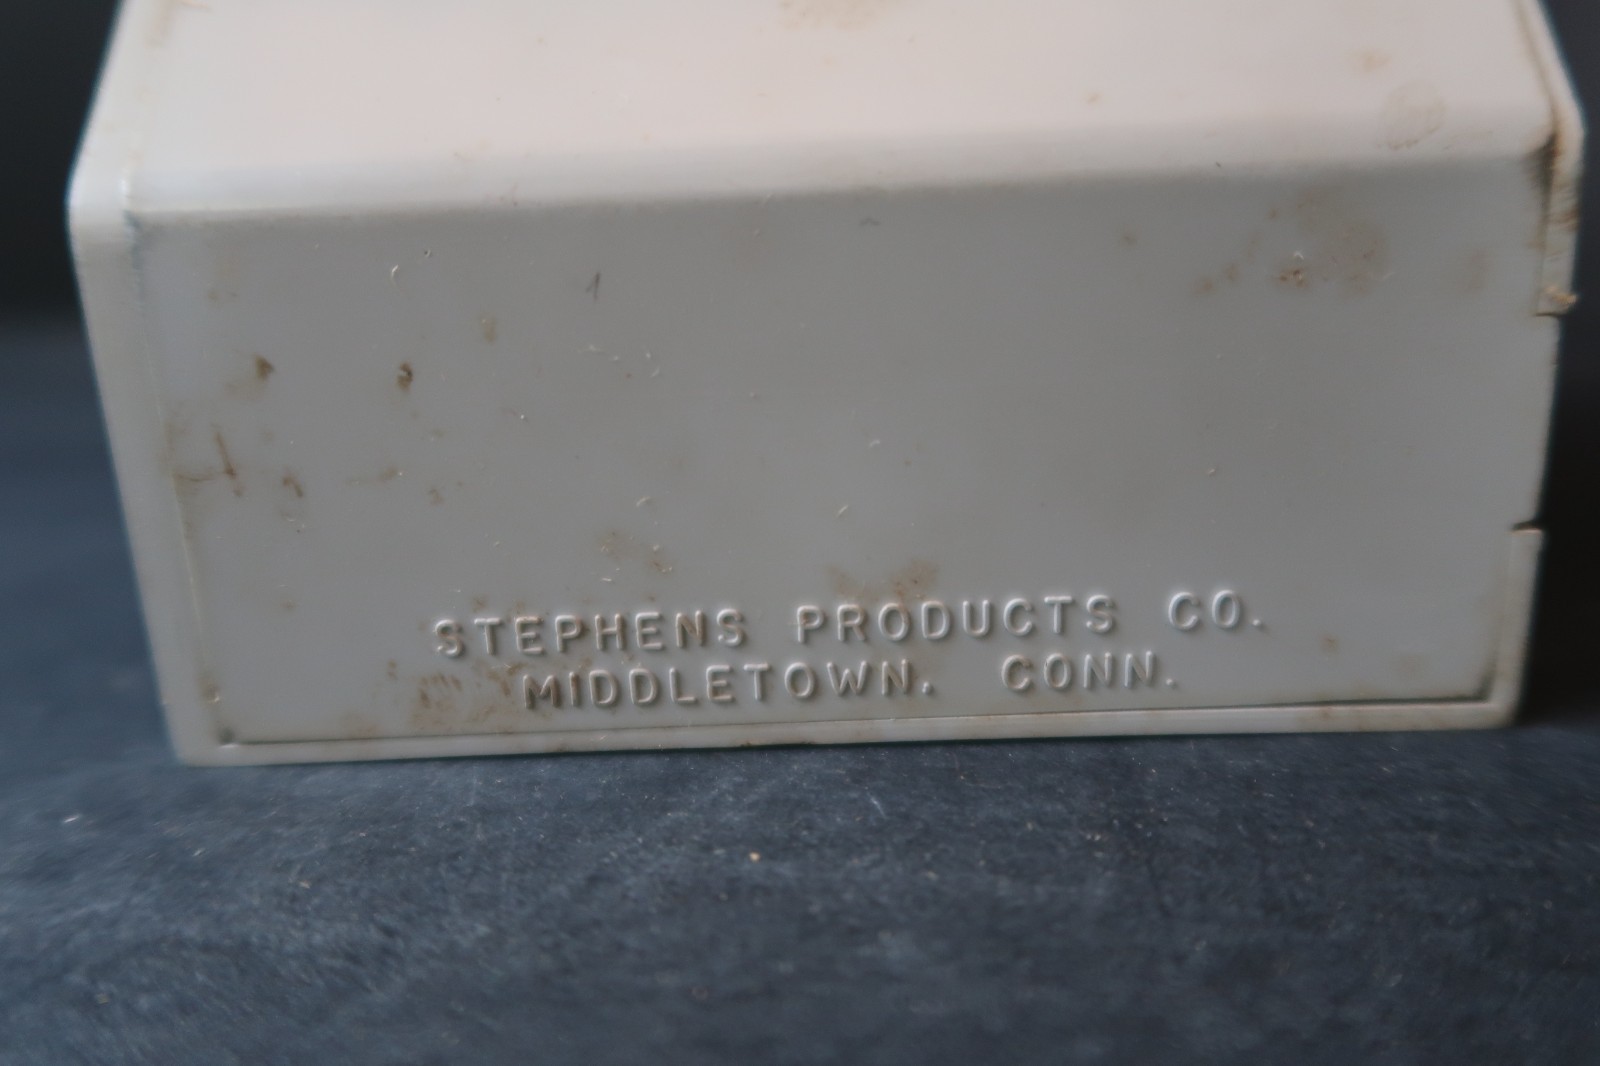 STEPHENS PRODUCTS CO.
MIDDLETOWN. CONN.